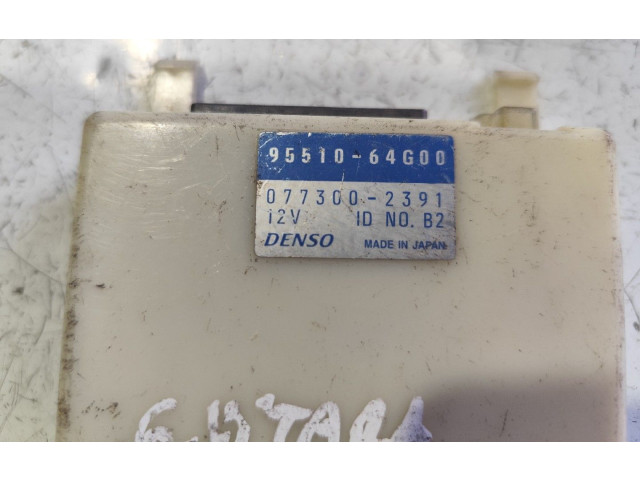 95510-64G00
077300-2391
12V ID NO. B2
DENSO MADE IN JAPAN